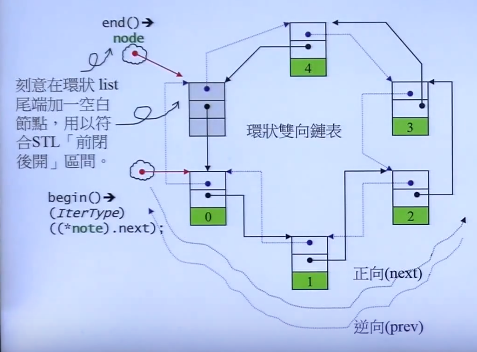 end()→
node
刻意在環狀 list
尾端加一空白
節點，用以符
合STL「前閉
後開」區間。
begin()→
(IterType)
((*note).next);
環狀雙向鏈表
4
3
0
2
1
正向(next)
逆向(prev)